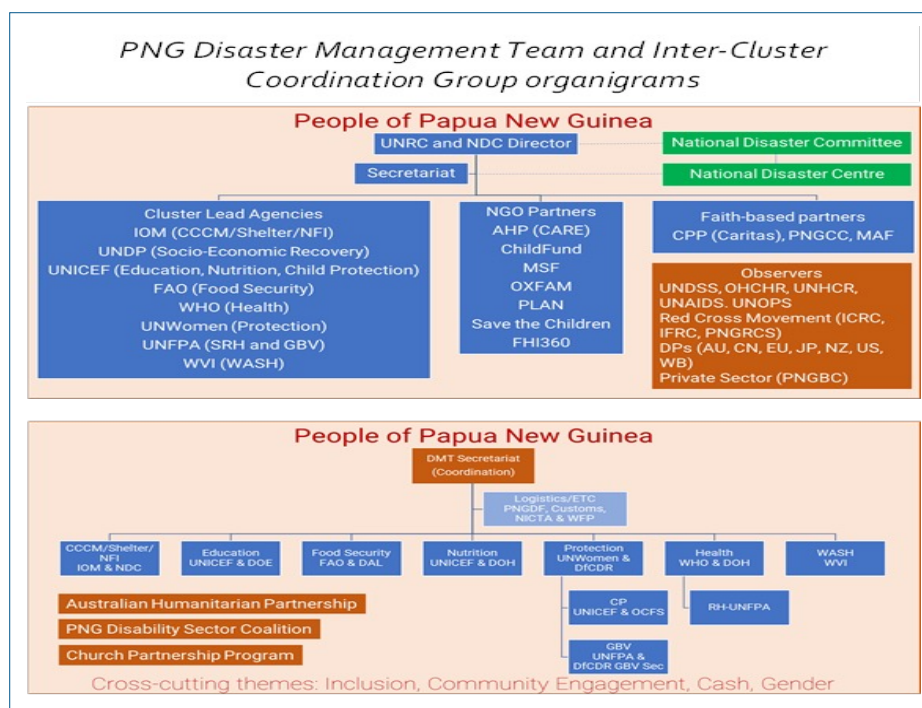 PNG Disaster Management Team and Inter-Cluster
Coordination Group organigrams
People of Papua New Guinea
UNRC and NDC Director
National Disaster Committee
Secretariat
National Disaster Centre
Cluster Lead Agencies
IOM (CCCM/Shelter/NFI)
UNDP (Socio-Economic Recovery)
UNICEF (Education, Nutrition, Child Protection)
FAO (Food Security)
WHO (Health)
UNWomen (Protection)
UNFPA (SRH and GBV)
WVI (WASH)
NGO Partners
AHP (CARE)
ChildFund
MSF
OXFAM
PLAN
Save the Children
FHI360
Faith-based partners
CPP (Caritas), PNGCC, MAF
Observers
UNDSS, OHCHR, UNHCR,
UNAIDS. UNOPS
Red Cross Movement (ICRC,
IFRC, PNGRCS)
DPs (AU, CN, EU, JP, NZ, US,
WB)
Private Sector (PNGBC)
People of Papua New Guinea
DMT Secretariat
(Coordination)
Logistics/ETC
PNGDF, Customs,
NICTA & WFP
CCCM/Shelter/
NFI
IOM & NDC
Education
UNICEF & DOE
Food Security
FAO & DAL
Nutrition
UNICEF & DOH
Protection
UNWomen &
DfCDR
Health
WHO & DOH
WASH
WVI
CP
UNICEF & OCFS
RH-UNFPA
GBV
UNFPA &
DfCDR GBV Sec
Australian Humanitarian Partnership
PNG Disability Sector Coalition
Church Partnership Program
Cross-cutting themes: Inclusion, Community Engagement, Cash, Gender